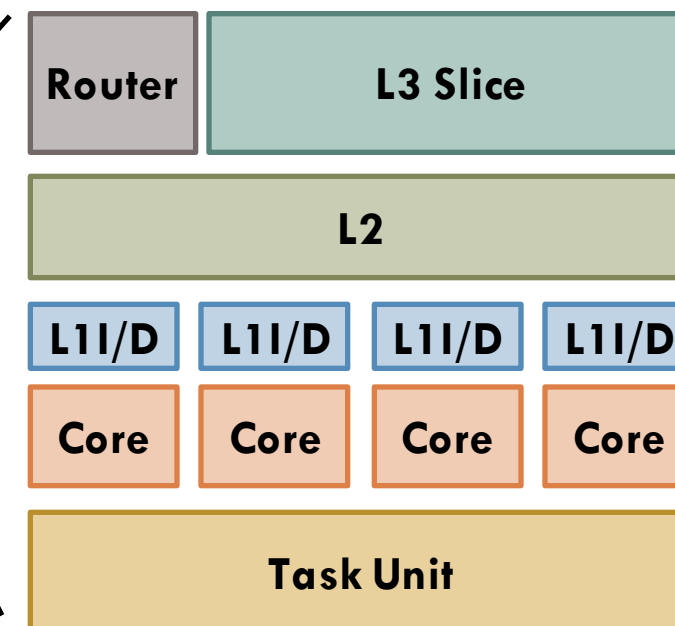 Router L3 Slice
L2
L1I/D L1I/D L1I/D L1I/D
Core Core Core Core
Task Unit